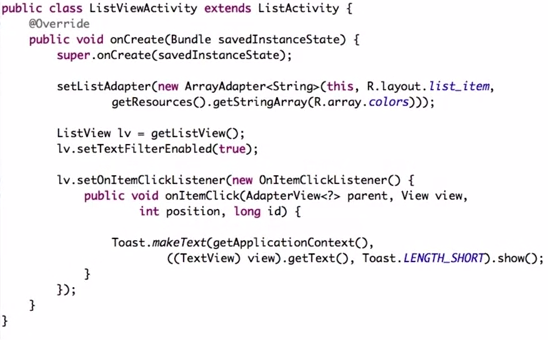 public class ListViewActivity extends ListActivity {
    @Override
    public void onCreate(Bundle savedInstanceState) {
        super.onCreate(savedInstanceState);

        setListAdapter(new ArrayAdapter<String>(this, R.layout.list_item,
                getResources().getStringArray(R.array.colors)));

        ListView lv = getListView();
        lv.setTextFilterEnabled(true);

        lv.setOnItemClickListener(new OnItemClickListener() {
            public void onItemClick(AdapterView<?> parent, View view,
                    int position, long id) {

                Toast.makeText(getApplicationContext(),
                        ((TextView) view).getText(), Toast.LENGTH_SHORT).show();
            }
        });
    }
}